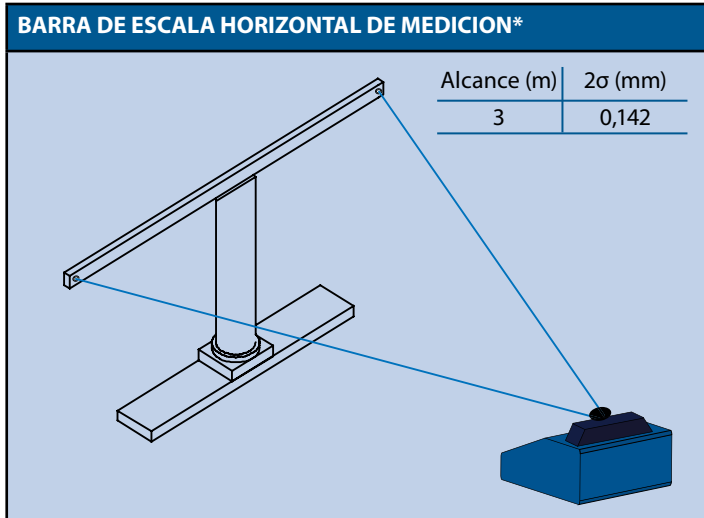 BARRA DE ESCALA HORIZONTAL DE MEDICION*
Alcance (m) 2σ (mm)
3 0,142